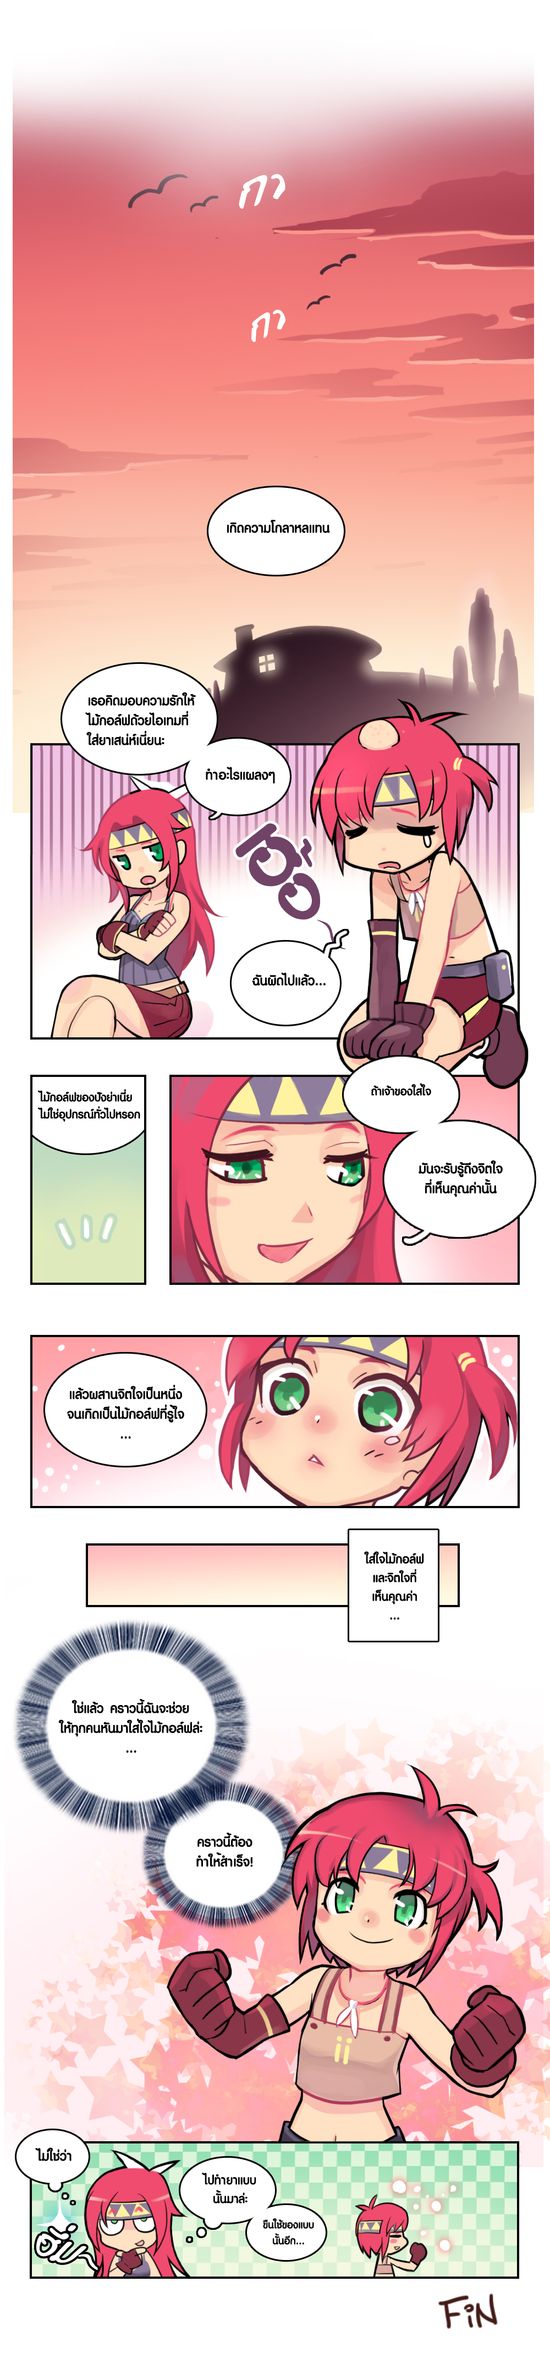 กา
กา
เกิดความโกลาหลแทน
เธอคิดมอบความรักให้
ไม้กอล์ฟด้วยไอเทมที่
ใส่ยาเสน่ห์เนี่ยนะ
ทำอะไรแผลงๆ
ฉันผิดไปแล้ว...
ไม้กอล์ฟของปังย่าเนี่ย
ไม่ใช่อุปกรณ์ทั่วไปหรอก
ถ้าเจ้าของใส่ใจ
มันจะรับรู้ถึงจิตใจ
ที่เห็นคุณค่านั้น
แล้วผสานจิตใจเป็นหนึ่ง
จนเกิดเป็นไม้กอล์ฟที่รู้ใจ
...
ใส่ใจไม้กอล์ฟ
และจิตใจที่
เห็นคุณค่า
...
ใช่แล้ว คราวนี้ฉันจะช่วย
ให้ทุกคนหันมาใส่ใจไม้กอล์ฟล่ะ
...
คราวนี้ต้อง
ทำให้สำเร็จ!
ไม่ใช่ว่า
ไปทำยาแบบ
นั้นมาล่ะ
ขืนใช้ของแบบ
นั้นอีก...
FiN